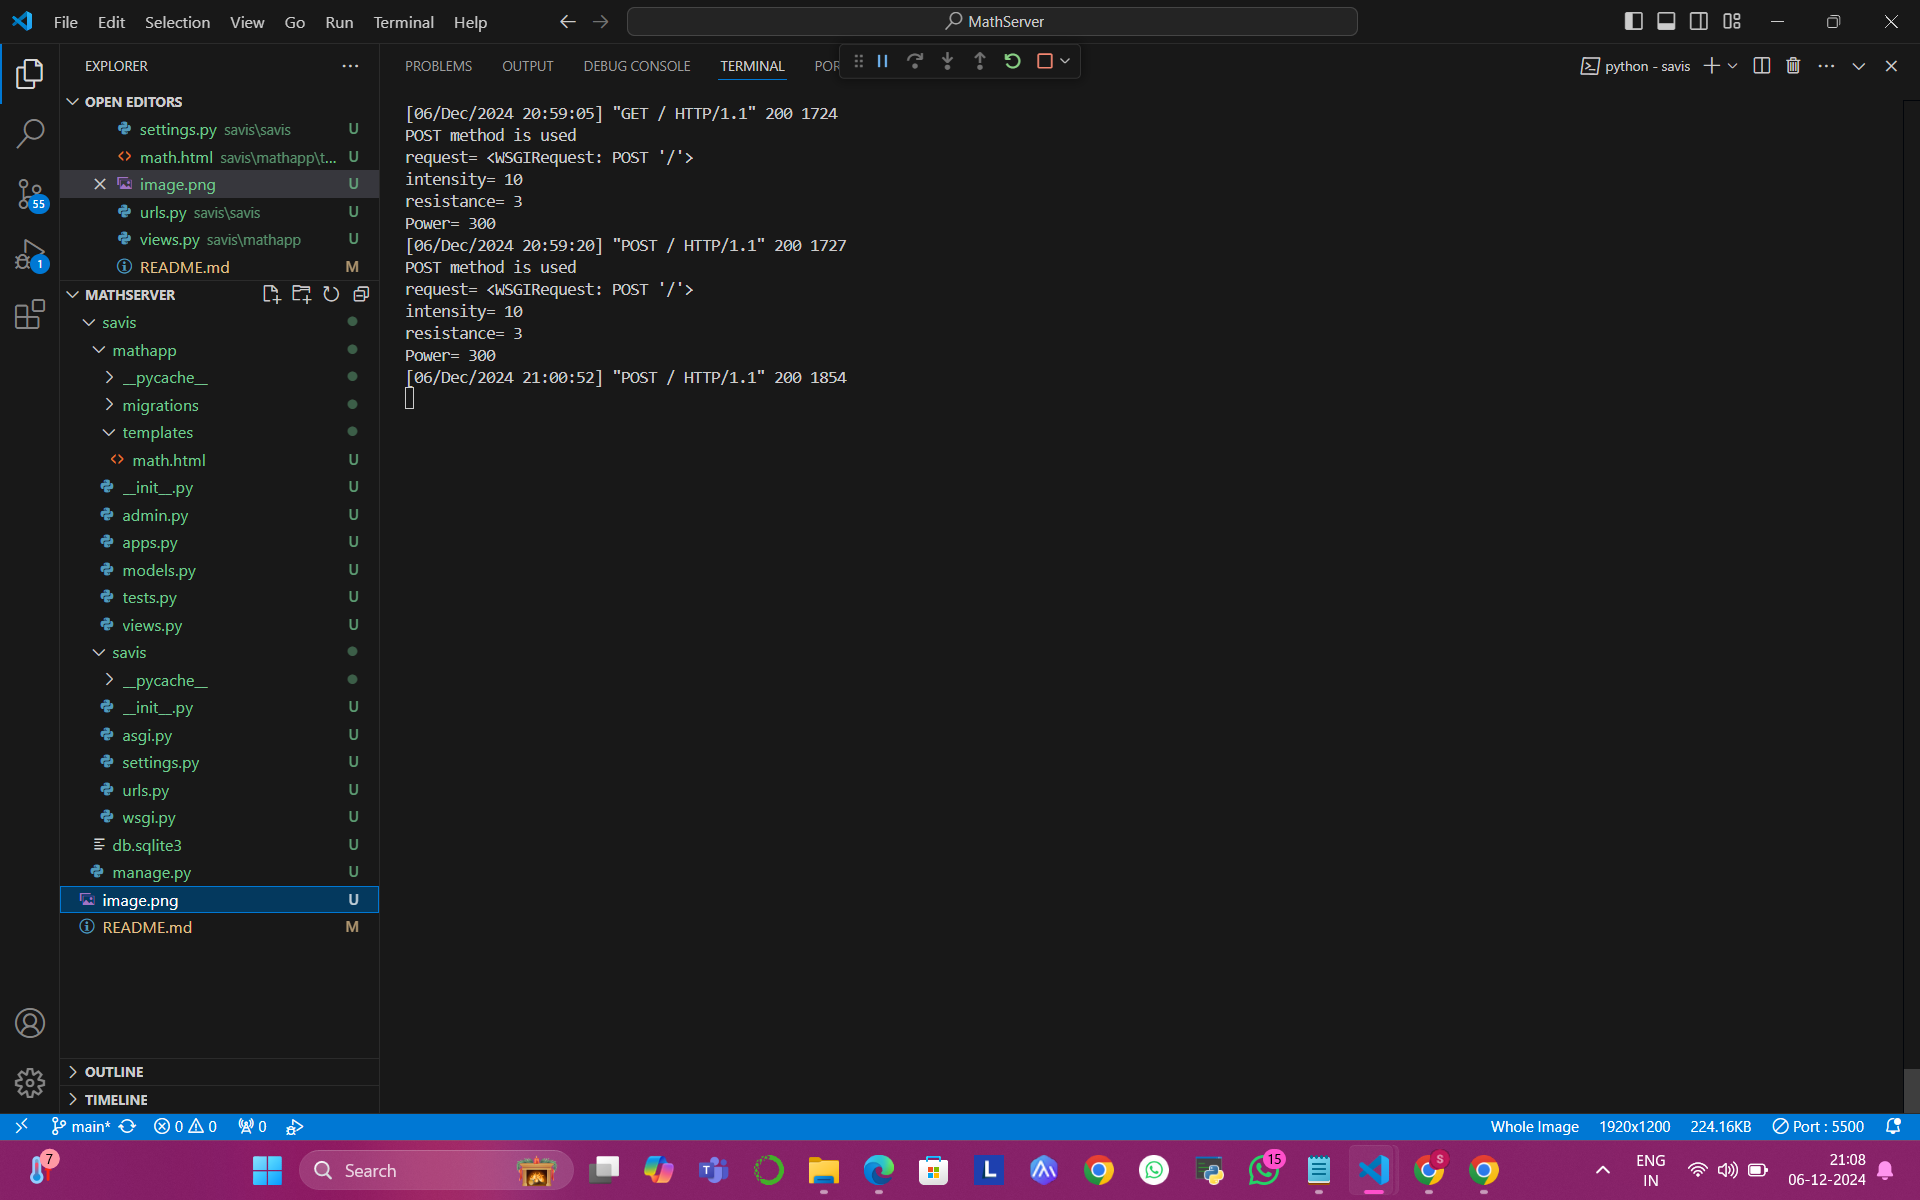 File Edit Selection View Go Run Terminal Help
MathServer
EXPLORER
OPEN EDITORS
settings.py savis\savis U
math.html savis\mathapp\t... U
image.png U
urls.py savis\savis U
views.py savis\mathapp U
README.md M
MATHSERVER
savis
mathapp
__pycache__
migrations
templates
math.html U
__init__.py U
admin.py U
apps.py U
models.py U
tests.py U
views.py U
savis
__pycache__
__init__.py U
asgi.py U
settings.py U
urls.py U
wsgi.py U
db.sqlite3 U
manage.py U
image.png U
README.md M
OUTLINE
TIMELINE
55
1
PROBLEMS OUTPUT DEBUG CONSOLE TERMINAL POR
python - savis
[06/Dec/2024 20:59:05] "GET / HTTP/1.1" 200 1724
POST method is used
request= <WSGIRequest: POST '/'>
intensity= 10
resistance= 3
Power= 300
[06/Dec/2024 20:59:20] "POST / HTTP/1.1" 200 1727
POST method is used
request= <WSGIRequest: POST '/'>
intensity= 10
resistance= 3
Power= 300
[06/Dec/2024 21:00:52] "POST / HTTP/1.1" 200 1854
main* 0 0 0
Whole Image 1920x1200 224.16KB Port : 5500
7
Search
L
15
S
ENG
IN
21:08
06-12-2024